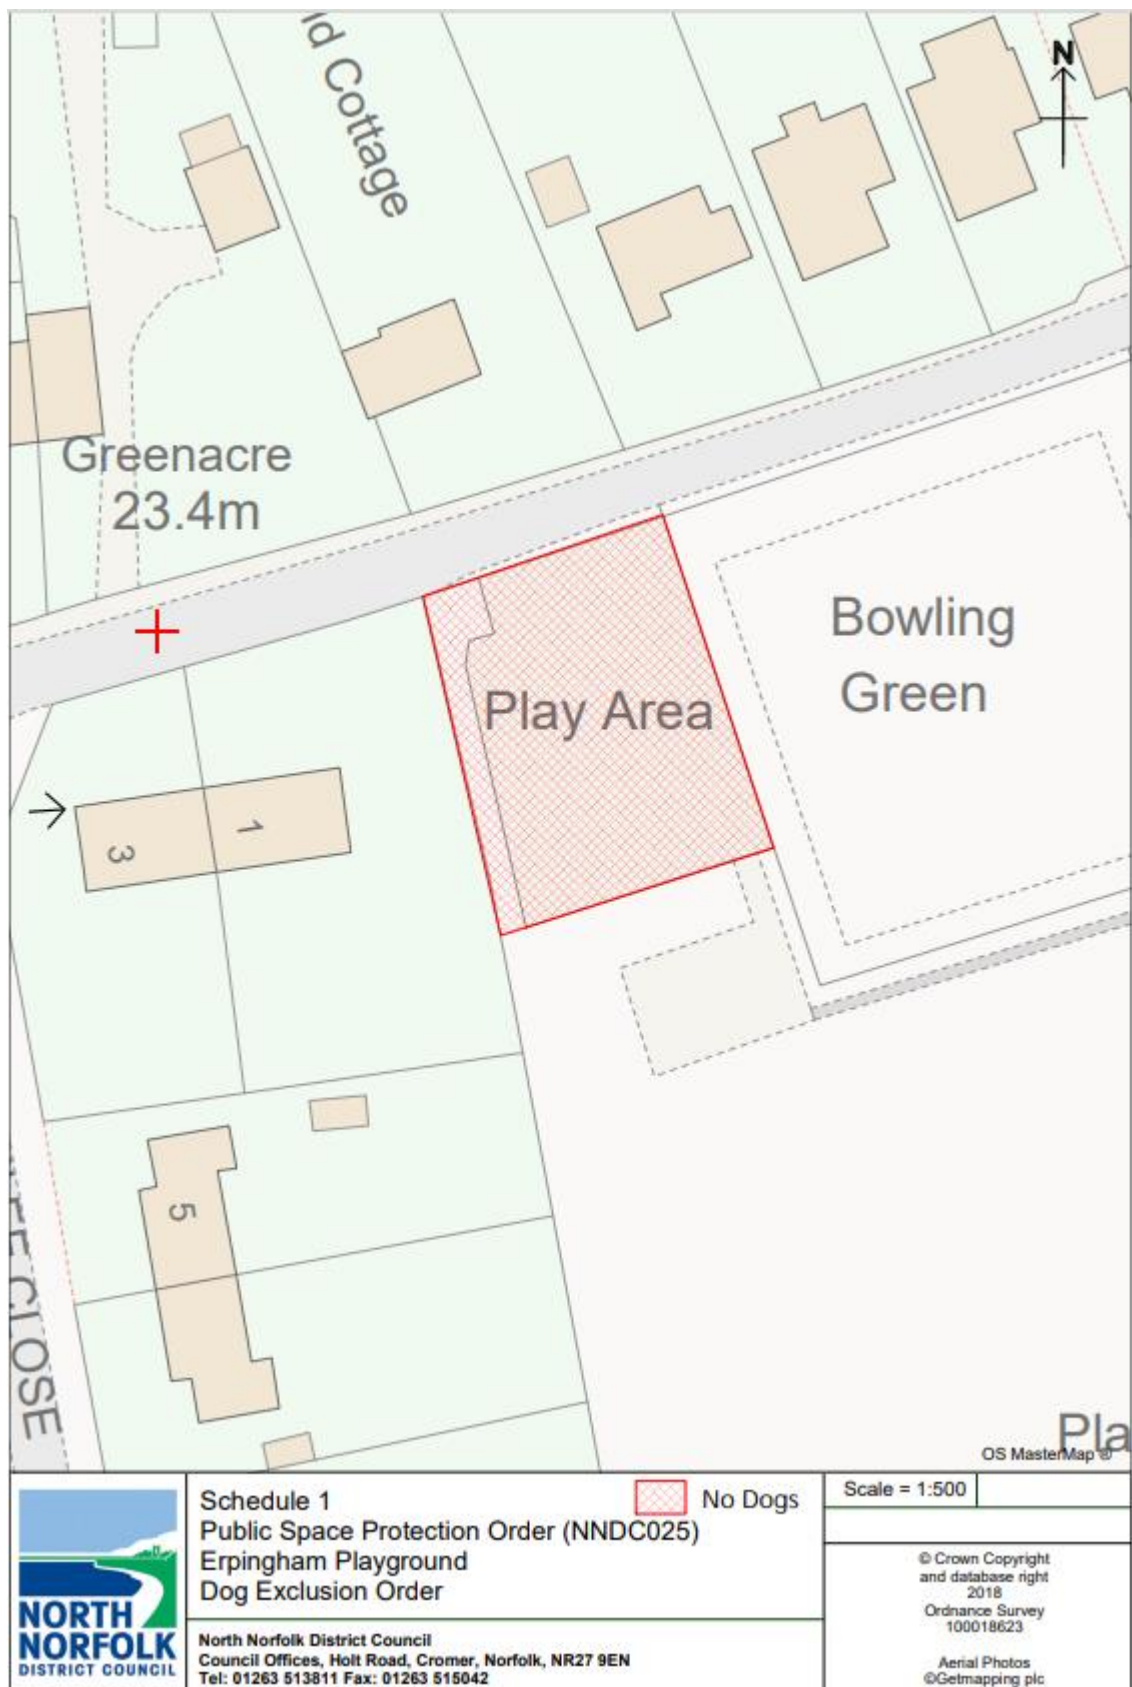 N
Cottage
Greenacre
23.4m
Bowling
Green
Play Area
1
3
5
CLOSE
Pla
OS MasterMap ®
NORTH
NORFOLK
DISTRICT COUNCIL
Schedule 1
No Dogs
Public Space Protection Order (NNDC025)
Erpingham Playground
Dog Exclusion Order
North Norfolk District Council
Council Offices, Holt Road, Cromer, Norfolk, NR27 9EN
Tel: 01263 513811 Fax: 01263 515042
Scale = 1:500
© Crown Copyright
and database right
2018
Ordnance Survey
100018623
Aerial Photos
©Getmapping plc